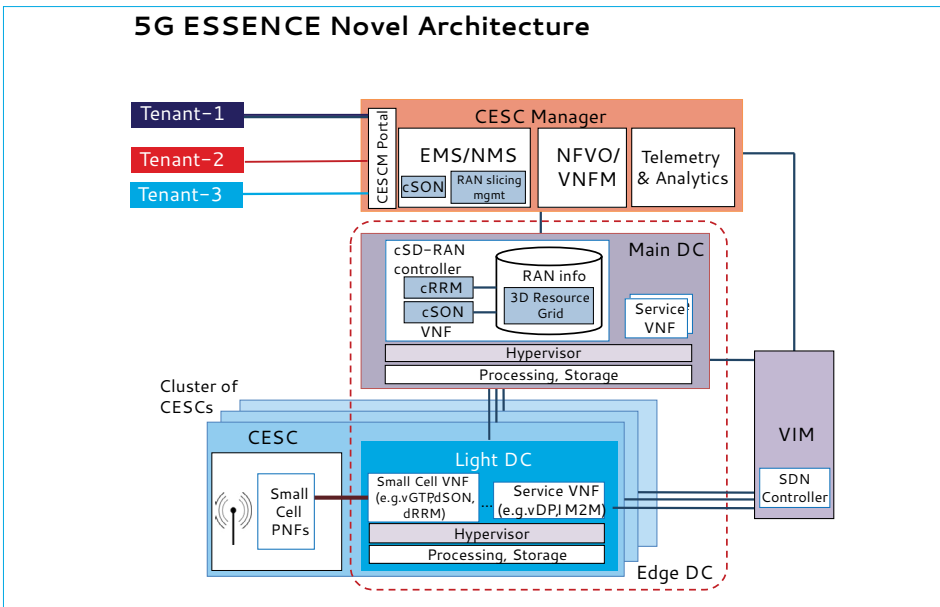 5G ESSENCE Novel Architecture
Tenant-1
Tenant-2
Tenant-3
CESCM Portal
CESC Manager
EMS/NMS
cSON
RAN slicing
mgmt
NFVO/
VNFM
Telemetry
& Analytics
Main DC
cSD-RAN
controller
cRRM
cSON
VNF
RAN info
3D Resource
Grid
Service
VNF
Hypervisor
Processing, Storage
Cluster of
CESCs
CESC
Small
Cell
PNFs
Light DC
Small Cell VNF
(e.g.vGTP,dSON,
dRRM)
...
Service VNF
(e.g.vDPI,M2M)
Hypervisor
Processing, Storage
Edge DC
VIM
SDN
Controller